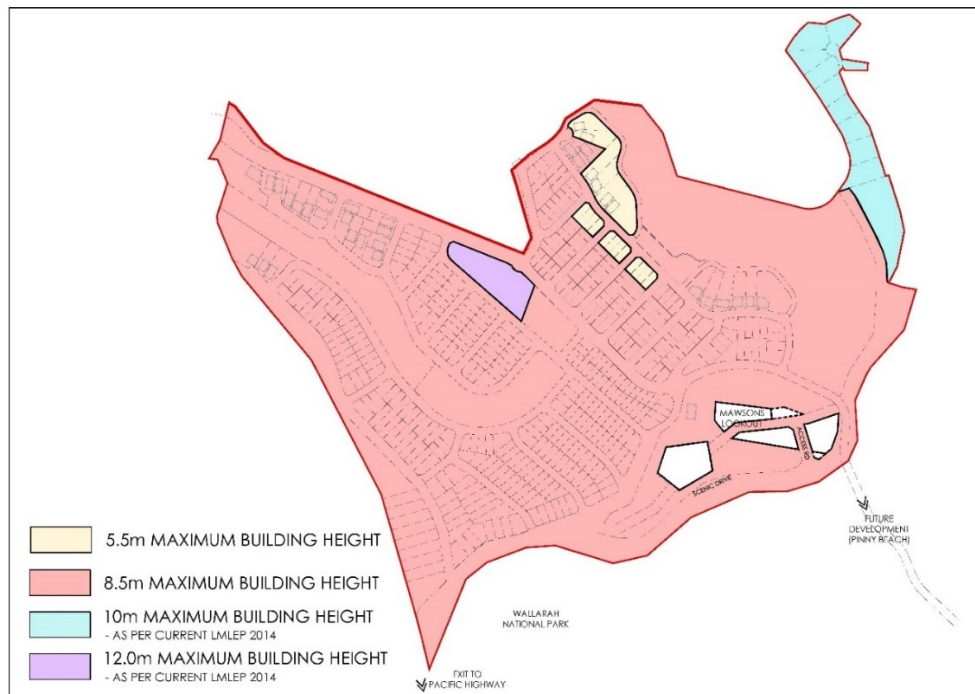 MAWSONS
LOOKOUT
ACCESS RD
SCENIC DRIVE
FUTURE
DEVELOPMENT
(PINNY BEACH)
5.5m MAXIMUM BUILDING HEIGHT
8.5m MAXIMUM BUILDING HEIGHT
10m MAXIMUM BUILDING HEIGHT
- AS PER CURRENT LMLEP 2014
12.0m MAXIMUM BUILDING HEIGHT
- AS PER CURRENT LMLEP 2014
WALLARAH
NATIONAL PARK
EXIT TO
PACIFIC HIGHWAY